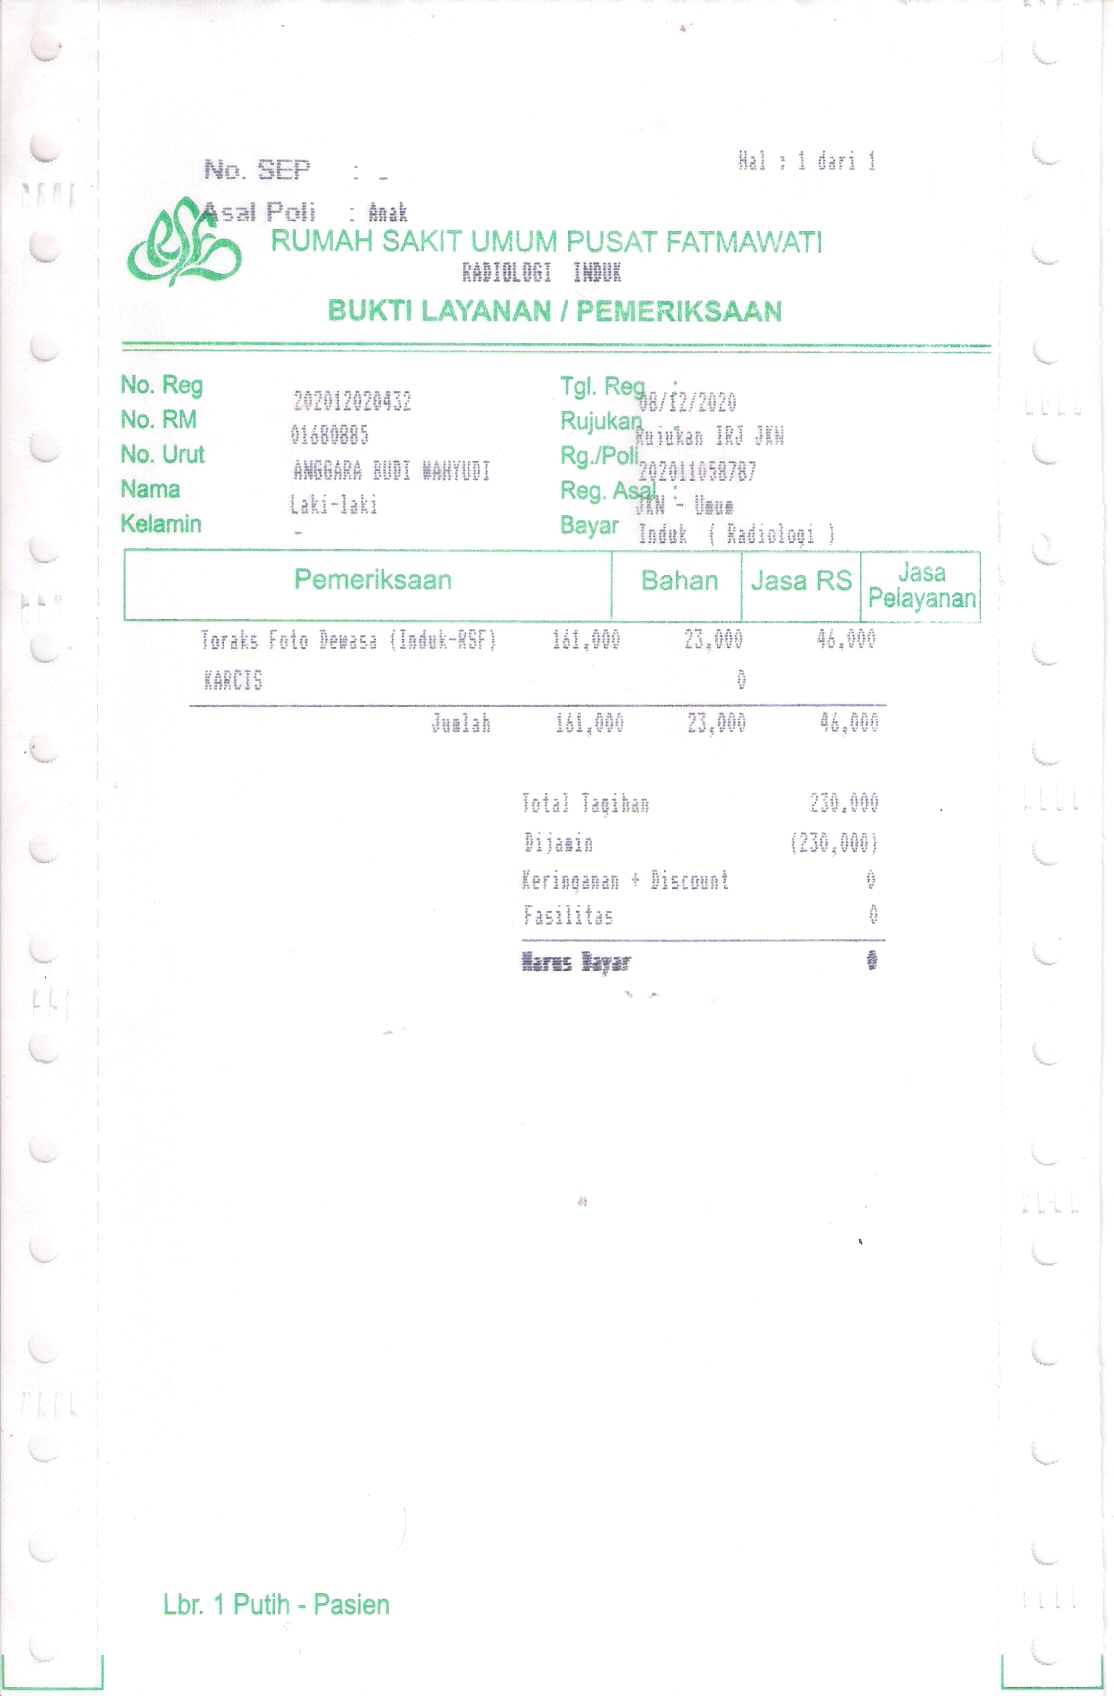 No. SEP : -
Hal : 1 dari 1
Asal Poli : Anak
RUMAH SAKIT UMUM PUSAT FATMAWATI
RADIOLOGI INDUK
BUKTI LAYANAN / PEMERIKSAAN
No. Reg 202012020432 Tgl. Reg : 08/12/2020
No. RM 01680885 Rujukan Rujukan IRJ JKN
No. Urut ANGGARA BUDI WAHYUDI Rg./Poli 202011058787
Nama Laki-laki Reg. Asal : JKN - Umum
Kelamin - Bayar Induk ( Radiologi )
Pemeriksaan Bahan Jasa RS Jasa Pelayanan
Toraks Foto Dewasa (Induk-RSF) 161,000 23,000 46,000
KARCIS 0
Jumlah 161,000 23,000 46,000
Total Tagihan 230,000
Dijamin (230,000)
Keringanan + Discount 0
Fasilitas 0
Harus Bayar 0
Lbr. 1 Putih - Pasien